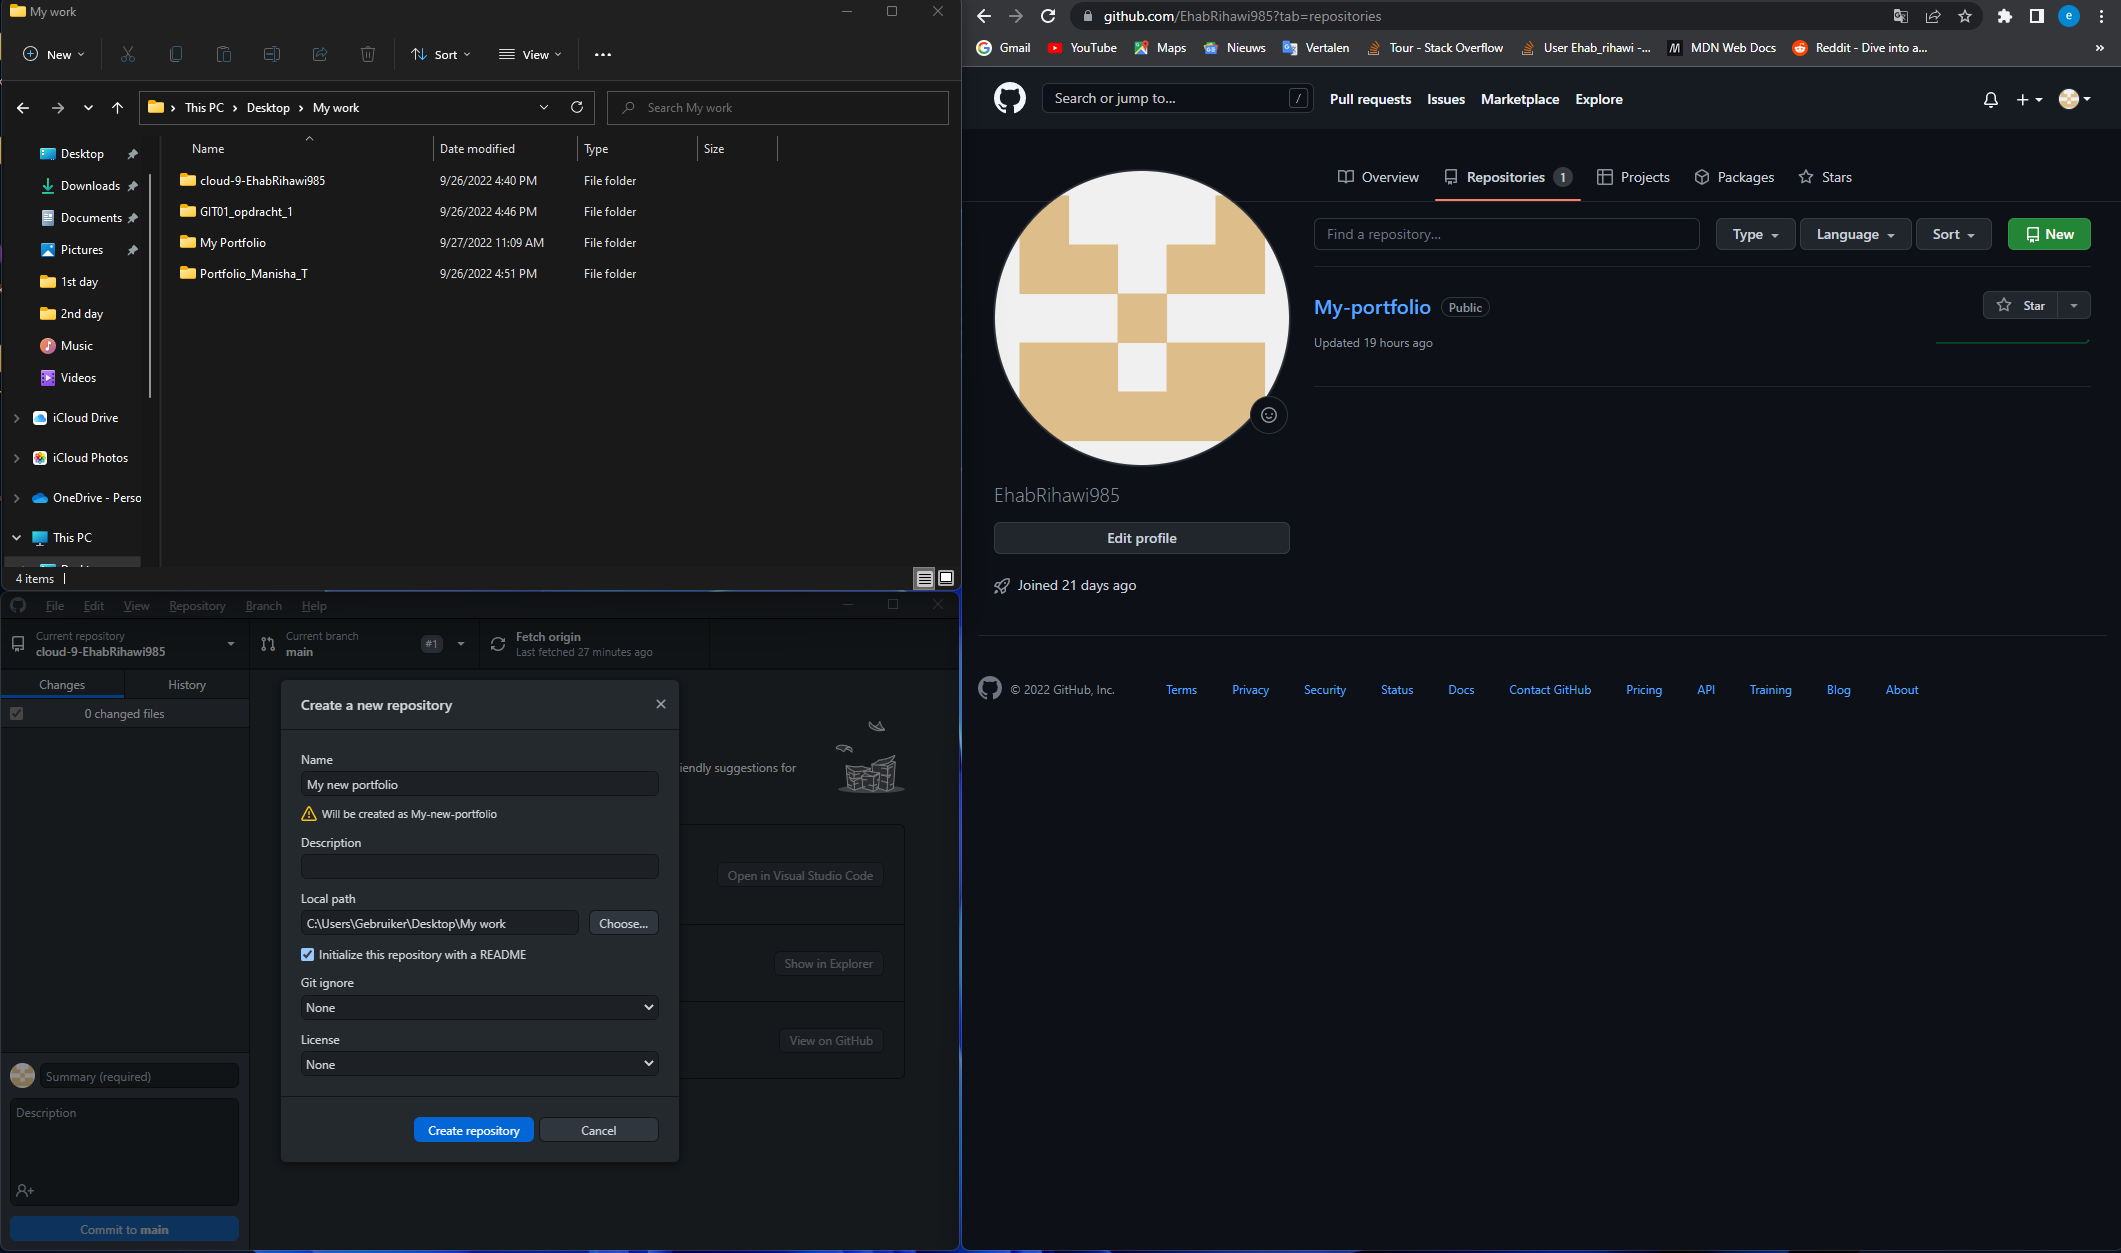 My work
New
Sort
View
This PC > Desktop > My work
Search My work
Name Date modified Type Size
cloud-9-EhabRihawi985 9/26/2022 4:40 PM File folder
GIT01_opdracht_1 9/26/2022 4:46 PM File folder
My Portfolio 9/27/2022 11:09 AM File folder
Portfolio_Manisha_T 9/26/2022 4:51 PM File folder
Desktop
Downloads
Documents
Pictures
1st day
2nd day
Music
Videos
iCloud Drive
iCloud Photos
OneDrive - Perso
This PC
4 items
File Edit View Repository Branch Help
Current repository
cloud-9-EhabRihawi985
Current branch
main
#1
Fetch origin
Last fetched 27 minutes ago
Changes History
0 changed files
Summary (required)
Description
Commit to main
iendly suggestions for
Open in Visual Studio Code
Show in Explorer
View on GitHub
Create a new repository
Name
My new portfolio
Will be created as My-new-portfolio
Description
Local path
C:\Users\Gebruiker\Desktop\My work
Choose...
Initialize this repository with a README
Git ignore
None
License
None
Create repository Cancel
github.com/EhabRihawi985?tab=repositories
e
Gmail YouTube Maps Nieuws Vertalen Tour - Stack Overflow User Ehab_rihawi -... MDN Web Docs Reddit - Dive into a... »
Search or jump to... /
Pull requests Issues Marketplace Explore
Overview Repositories 1 Projects Packages Stars
Find a repository... Type Language Sort New
My-portfolio Public
Star
Updated 19 hours ago
EhabRihawi985
Edit profile
Joined 21 days ago
© 2022 GitHub, Inc. Terms Privacy Security Status Docs Contact GitHub Pricing API Training Blog About